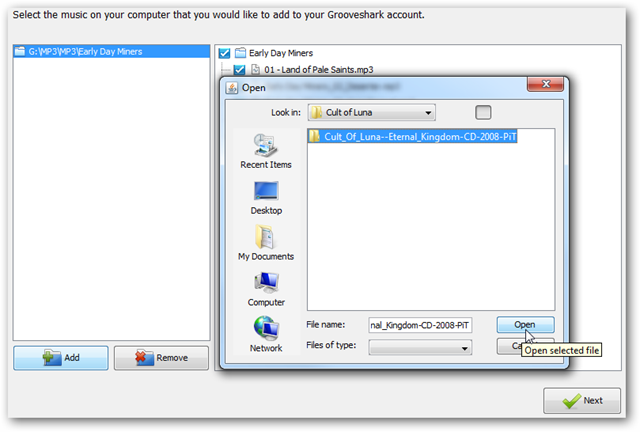 Select the music on your computer that you would like to add to your Grooveshark account.
G:\MP3\MP3\Early Day Miners
Early Day Miners
01 - Land of Pale Saints.mp3
Open
Look in:
Cult of Luna
Cult_Of_Luna--Eternal_Kingdom-CD-2008-PiT
Recent Items
Desktop
My Documents
Computer
Network
File name:
nal_Kingdom-CD-2008-PiT
Open
Files of type:
Open selected file
Add
Remove
Next